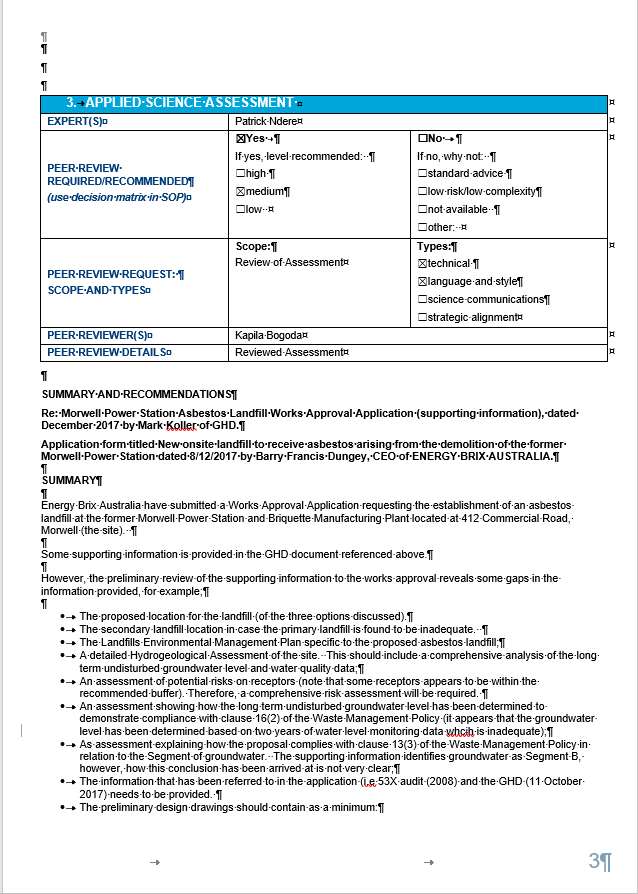 3. APPLIED SCIENCE ASSESSMENT
EXPERT(S)
Patrick Ndere
PEER REVIEW
REQUIRED/RECOMMENDED
(use decision matrix in SOP)
☒Yes
If yes, level recommended:
☐high
☒medium
☐low
☐No
If no, why not:
☐standard advice
☐low risk/low complexity
☐not available
☐other:
PEER REVIEW REQUEST:
SCOPE AND TYPES
Scope:
Review of Assessment
Types:
☒technical
☒language and style
☐science communications
☐strategic alignment
PEER REVIEWER(S)
Kapila Bogoda
PEER REVIEW DETAILS
Reviewed Assessment
SUMMARY AND RECOMMENDATIONS
Re: Morwell Power Station Asbestos Landfill Works Approval Application (supporting information), dated
December 2017 by Mark Koller of GHD.
Application form titled New onsite landfill to receive asbestos arising from the demolition of the former
Morwell Power Station dated 8/12/2017 by Barry Francis Dungey, CEO of ENERGY BRIX AUSTRALIA.
SUMMARY
Energy Brix Australia have submitted a Works Approval Application requesting the establishment of an asbestos
landfill at the former Morwell Power Station and Briquette Manufacturing Plant located at 412 Commercial Road,
Morwell (the site).
Some supporting information is provided in the GHD document referenced above.
However, the preliminary review of the supporting information to the works approval reveals some gaps in the
information provided, for example;
• The proposed location for the landfill (of the three options discussed).
• The secondary landfill location in case the primary landfill is found to be inadequate.
• The Landfills Environmental Management Plan specific to the proposed asbestos landfill;
• A detailed Hydrogeological Assessment of the site. This should include a comprehensive analysis of the long-
term undisturbed groundwater level and water quality data;
• An assessment of potential risks on receptors (note that some receptors appears to be within the
recommended buffer). Therefore, a comprehensive risk assessment will be required.
• An assessment showing how the long term undisturbed groundwater level has been determined to
demonstrate compliance with clause 16(2) of the Waste Management Policy (it appears that the groundwater
level has been determined based on two years of water level monitoring data whcih is inadequate);
• As assessment explaining how the proposal complies with clause 13(3) of the Waste Management Policy in
relation to the Segment of groundwater. The supporting information identifies groundwater as Segment B,
however, how this conclusion has been arrived at is not very clear;
• The information that has been referred to in the application (i.e 53X audit (2008) and the GHD (11 October
2017) needs to be provided.
• The preliminary design drawings should contain as a minimum:
3